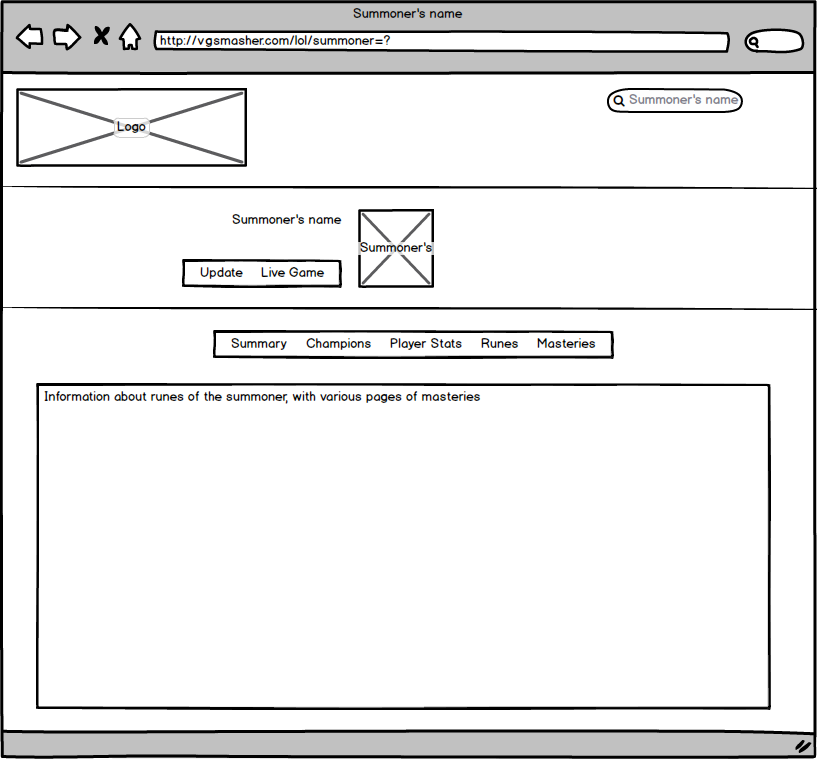 Summoner's name
http://vgsmasher.com/lol/summoner=?
Logo
Summoner's name
Summoner's name
Summoner's
Update Live Game
Summary Champions Player Stats Runes Masteries
Information about runes of the summoner, with various pages of masteries